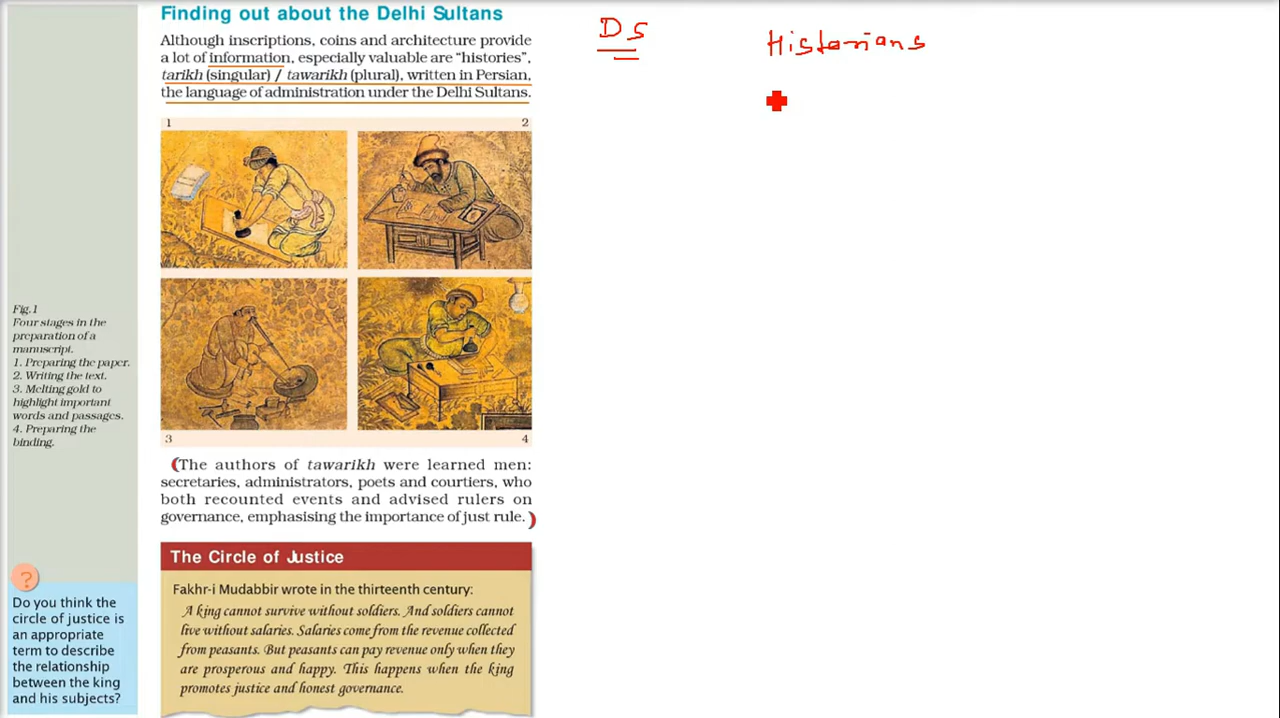 Finding out about the Delhi Sultans
Although inscriptions, coins and architecture provide
a lot of information, especially valuable are “histories”,
tarikh (singular) / tawarikh (plural), written in Persian,
the language of administration under the Delhi Sultans.
1
2
3
4
Fig.1
Four stages in the
preparation of a
manuscript.
1. Preparing the paper.
2. Writing the text.
3. Melting gold to
highlight important
words and passages.
4. Preparing the
binding.
(The authors of tawarikh were learned men:
secretaries, administrators, poets and courtiers, who
both recounted events and advised rulers on
governance, emphasising the importance of just rule.)
The Circle of Justice
Fakhr-i Mudabbir wrote in the thirteenth century:
A king cannot survive without soldiers. And soldiers cannot
live without salaries. Salaries come from the revenue collected
from peasants. But peasants can pay revenue only when they
are prosperous and happy. This happens when the king
promotes justice and honest governance.
?
Do you think the
circle of justice is
an appropriate
term to describe
the relationship
between the king
and his subjects?
DS
Historians